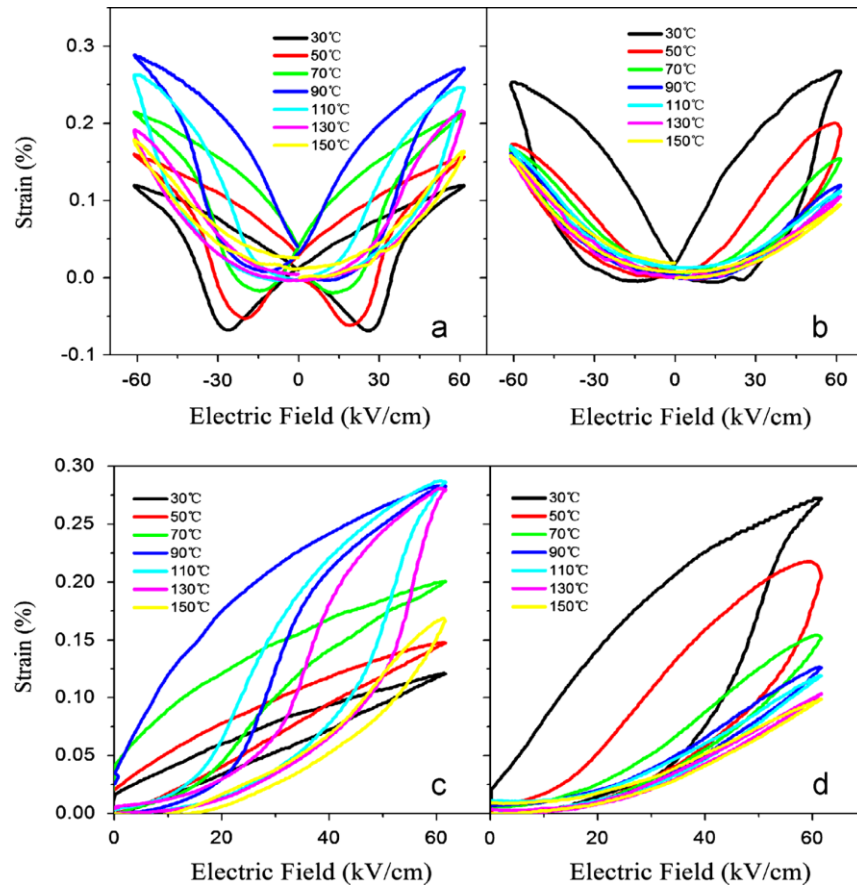 0.3
0.2
0.1
0.0
-0.1
Strain (%)
30℃
50℃
70℃
90℃
110℃
130℃
150℃
a
-60 -30 0 30 60
Electric Field (kV/cm)
30℃
50℃
70℃
90℃
110℃
130℃
150℃
b
-60 -30 0 30 60
Electric Field (kV/cm)
0.30
0.25
0.20
0.15
0.10
0.05
0.00
Strain (%)
30℃
50℃
70℃
90℃
110℃
130℃
150℃
c
0 20 40 60
Electric Field (kV/cm)
30℃
50℃
70℃
90℃
110℃
130℃
150℃
d
0 20 40 60
Electric Field (kV/cm)